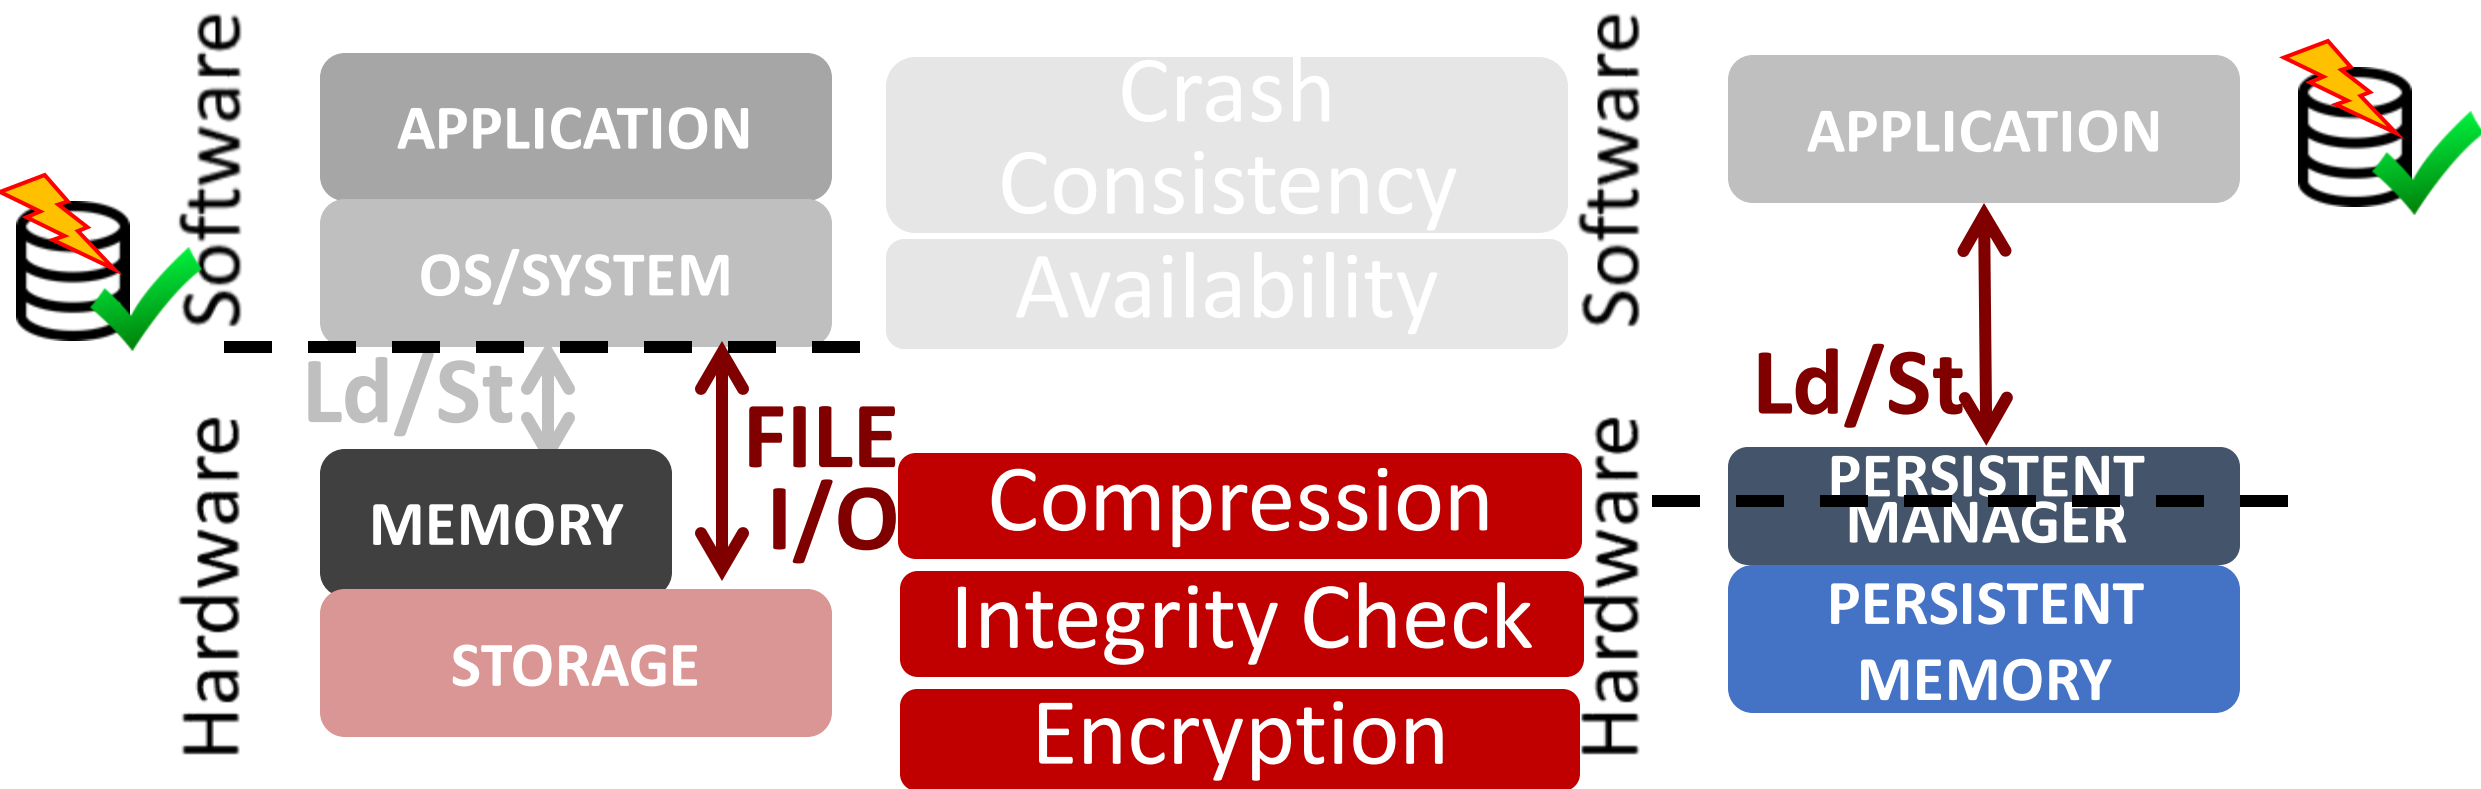 Software
APPLICATION
OS/SYSTEM
Ld/St
FILE
I/O
Hardware
MEMORY
STORAGE
Crash
Consistency
Availability
Compression
Integrity Check
Encryption
Software
APPLICATION
Ld/St
Hardware
PERSISTENT
MANAGER
PERSISTENT
MEMORY